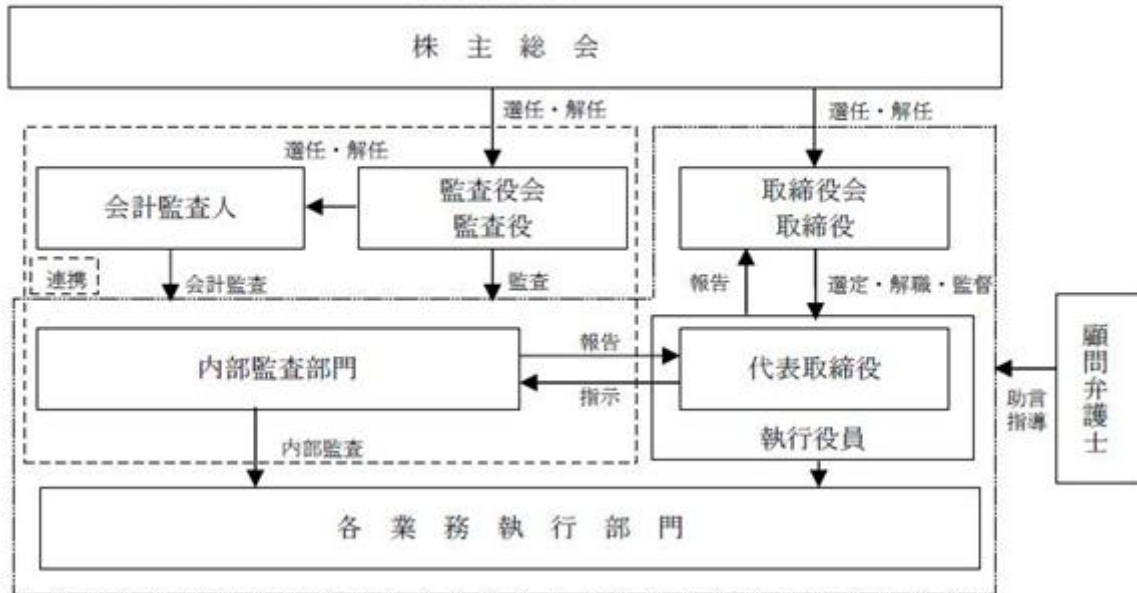 株主総会
選任・解任
選任・解任
選任・解任
会計監査人
監査役会
監査役
取締役会
取締役
連携
会計監査
監査
報告
選定・解職・監督
内部監査部門
報告
指示
代表取締役
執行役員
助言
指導
顧問弁護士
内部監査
各業務執行部門